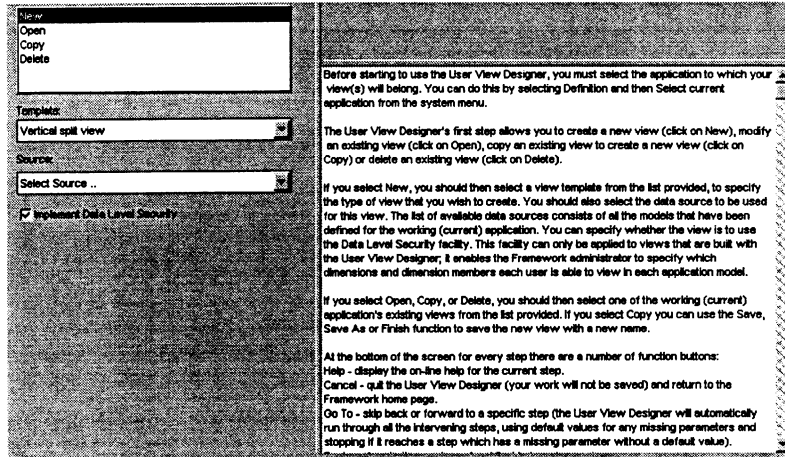 New
Open
Copy
Delete
Template:
Vertical split view
Source:
Select Source ..
Implement Data Level Security
Before starting to use the User View Designer, you must select the application to which your
view(s) will belong. You can do this by selecting Definition and then Select current
application from the system menu.
The User View Designer's first step allows you to create a new view (click on New), modify
an existing view (click on Open), copy an existing view to create a new view (click on
Copy) or delete an existing view (click on Delete).
If you select New, you should then select a view template from the list provided, to specify
the type of view that you wish to create. You should also select the data source to be used
for this view. The list of available data sources consists of all the models that have been
defined for the working (current) application. You can specify whether the view is to use
the Data Level Security facility. This facility can only be applied to views that are built with
the User View Designer; it enables the Framework administrator to specify which
dimensions and dimension members each user is able to view in each application model.
If you select Open, Copy, or Delete, you should then select one of the working (current)
application's existing views from the list provided. If you select Copy you can use the Save,
Save As or Finish function to save the new view with a new name.
At the bottom of the screen for every step there are a number of function buttons:
Help - display the on-line help for the current step.
Cancel - quit the User View Designer (your work will not be saved) and return to the
Framework home page.
Go To - skip back or forward to a specific step (the User View Designer will automatically
run through all the intervening steps, using default values for any missing parameters and
stopping if it reaches a step which has a missing parameter without a default value).